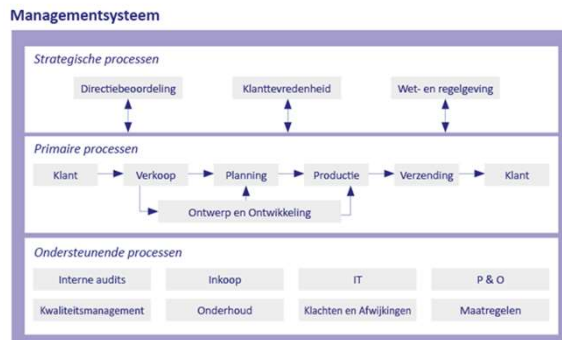 Managementsysteem
Strategische processen
Directiebeoordeling
Klanttevredenheid
Wet- en regelgeving
Primaire processen
Klant
Verkoop
Planning
Productie
Verzending
Klant
Ontwerp en Ontwikkeling
Ondersteunende processen
Interne audits
Inkoop
IT
P & O
Kwaliteitsmanagement
Onderhoud
Klachten en Afwijkingen
Maatregelen